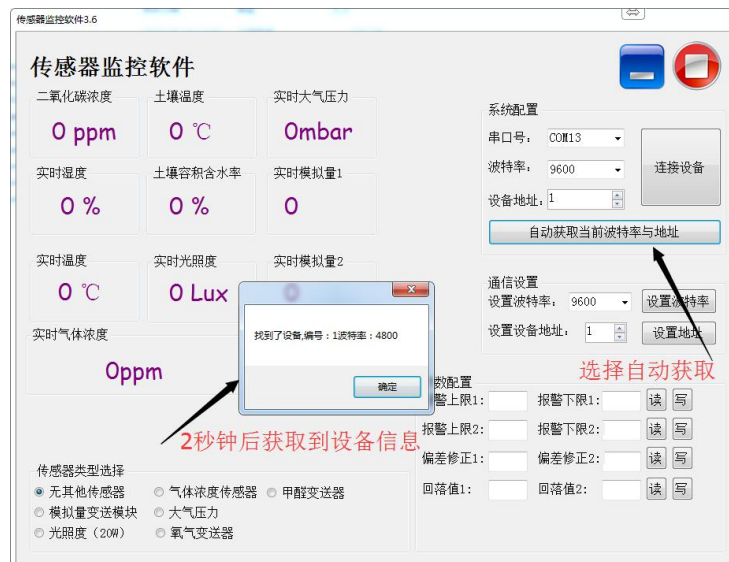 传感器监控软件3.6
传感器监控软件
二氧化碳浓度
土壤温度
实时大气压力
0 ppm
0 ℃
0mbar
实时湿度
土壤容积含水率
实时模拟量1
0 %
0 %
0
实时温度
实时光照度
实时模拟量2
0 ℃
0 Lux
0
实时气体浓度
0ppm
系统配置
串口号：
COM13
波特率：
9600
设备地址：
1
连接设备
自动获取当前波特率与地址
通信设置
设置波特率：
9600
设置波特率
设置设备地址：
1
设置地址
选择自动获取
找到了设备,编号：1波特率：4800
确定
2秒钟后获取到设备信息
数配置
警上限1：
报警下限1：
读
写
报警上限2：
报警下限2：
读
写
偏差修正1：
偏差修正2：
读
写
回落值1：
回落值2：
读
写
传感器类型选择
无其他传感器
气体浓度传感器
甲醛变送器
模拟量变送模块
大气压力
光照度（20W）
氧气变送器